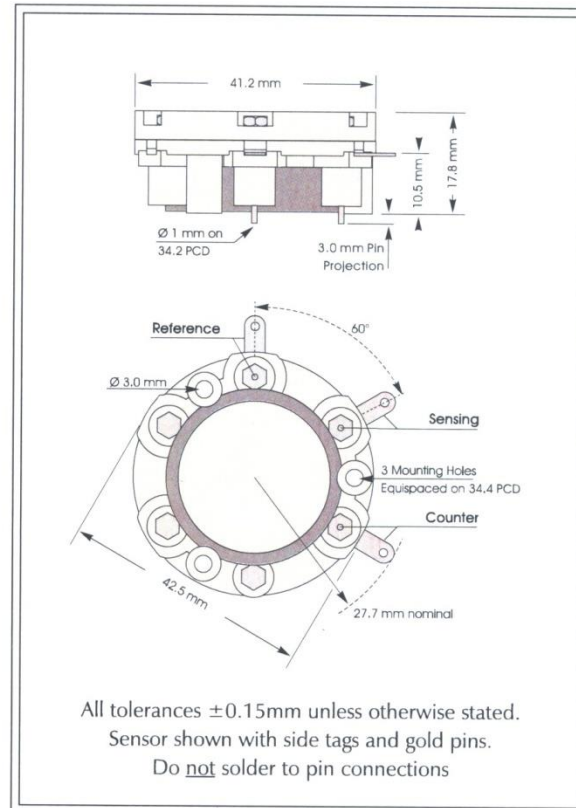 41.2 mm
17.8 mm
10.5 mm
Ø 1 mm on
34.2 PCD
3.0 mm Pin
Projection
Reference
60°
Ø 3.0 mm
Sensing
3 Mounting Holes
Equispaced on 34.4 PCD
Counter
42.5 mm
27.7 mm nominal
All tolerances ±0.15mm unless otherwise stated.
Sensor shown with side tags and gold pins.
Do not solder to pin connections